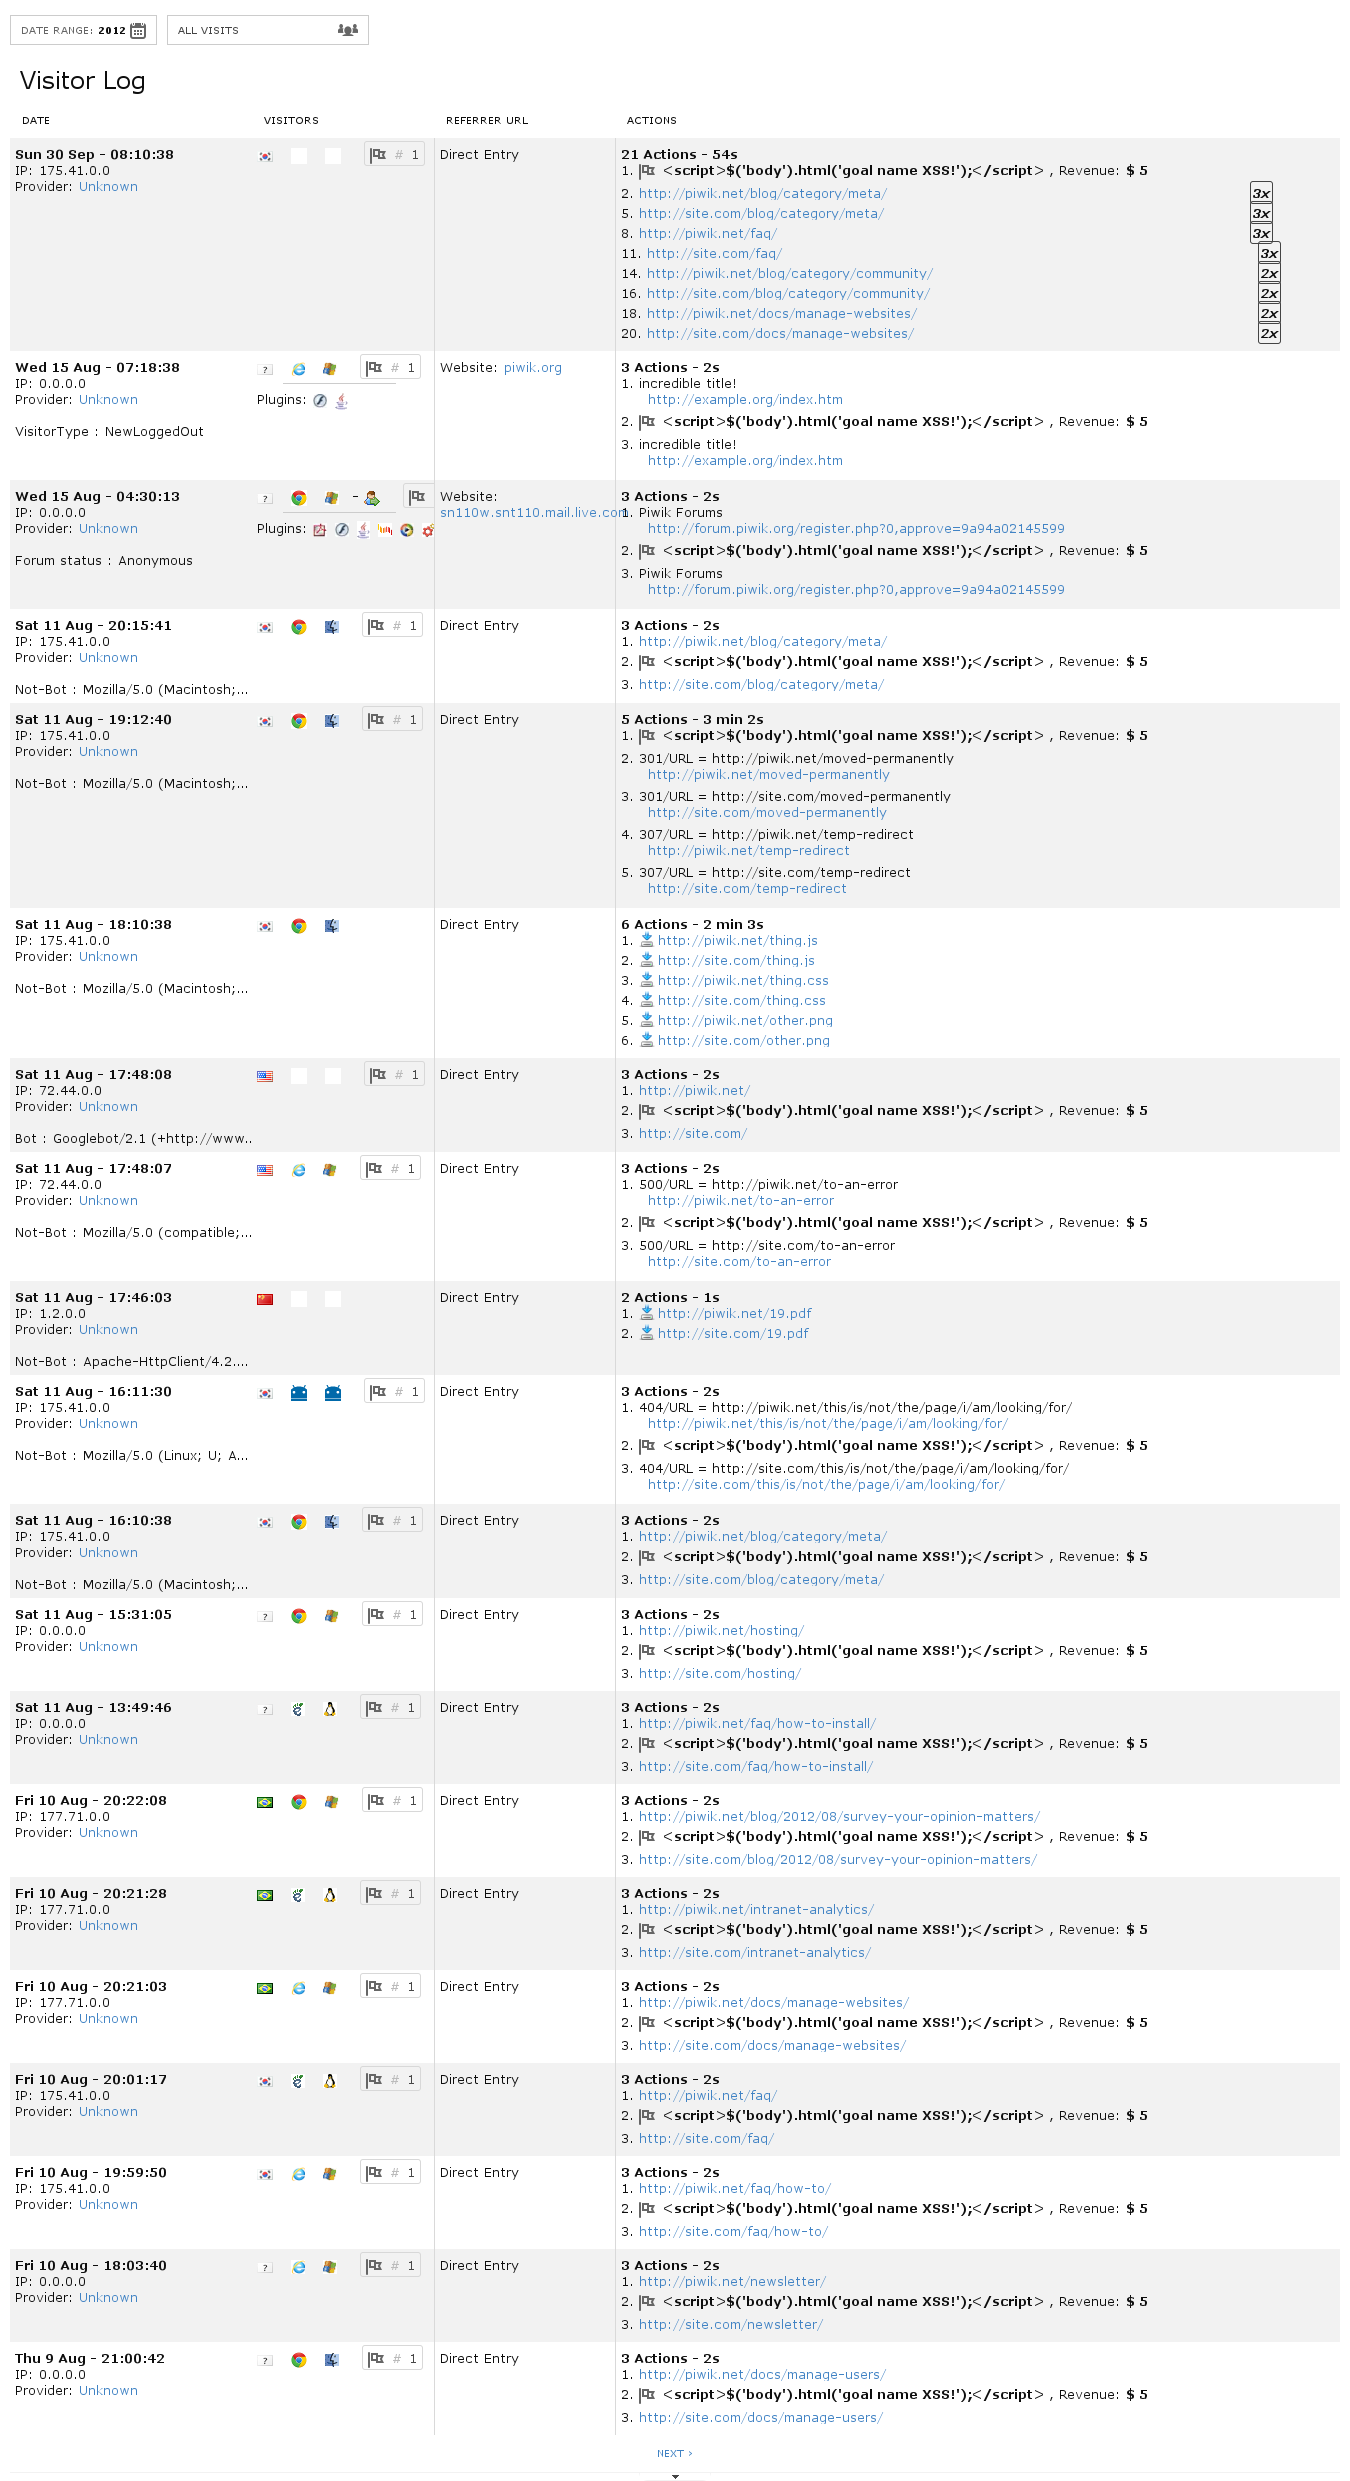 DATE RANGE: 2012
ALL VISITS
Visitor Log
DATE VISITORS REFERRER URL ACTIONS
Sun 30 Sep - 08:10:38 # 1 Direct Entry 21 Actions - 54s
IP: 175.41.0.0 1. <script>$('body').html('goal name XSS!');</script> , Revenue: $ 5
Provider: Unknown
2. http://piwik.net/blog/category/meta/ 3x
5. http://site.com/blog/category/meta/ 3x
8. http://piwik.net/faq/ 3x
11. http://site.com/faq/ 3x
14. http://piwik.net/blog/category/community/ 2x
16. http://site.com/blog/category/community/ 2x
18. http://piwik.net/docs/manage-websites/ 2x
20. http://site.com/docs/manage-websites/ 2x
Wed 15 Aug - 07:18:38 ? # 1 Website: piwik.org 3 Actions - 2s
IP: 0.0.0.0 1. incredible title!
Provider: Unknown Plugins: http://example.org/index.htm
2. <script>$('body').html('goal name XSS!');</script> , Revenue: $ 5
VisitorType : NewLoggedOut
3. incredible title!
http://example.org/index.htm
Wed 15 Aug - 04:30:13 ? - Website: 3 Actions - 2s
IP: 0.0.0.0 sn110w.snt110.mail.live.com 1. Piwik Forums
Provider: Unknown Plugins: http://forum.piwik.org/register.php?0,approve=9a94a02145599
2. <script>$('body').html('goal name XSS!');</script> , Revenue: $ 5
Forum status : Anonymous
3. Piwik Forums
http://forum.piwik.org/register.php?0,approve=9a94a02145599
Sat 11 Aug - 20:15:41 # 1 Direct Entry 3 Actions - 2s
IP: 175.41.0.0 1. http://piwik.net/blog/category/meta/
Provider: Unknown 2. <script>$('body').html('goal name XSS!');</script> , Revenue: $ 5
Not-Bot : Mozilla/5.0 (Macintosh;... 3. http://site.com/blog/category/meta/
Sat 11 Aug - 19:12:40 # 1 Direct Entry 5 Actions - 3 min 2s
IP: 175.41.0.0 1. <script>$('body').html('goal name XSS!');</script> , Revenue: $ 5
Provider: Unknown 2. 301/URL = http://piwik.net/moved-permanently
http://piwik.net/moved-permanently
Not-Bot : Mozilla/5.0 (Macintosh;...
3. 301/URL = http://site.com/moved-permanently
http://site.com/moved-permanently
4. 307/URL = http://piwik.net/temp-redirect
http://piwik.net/temp-redirect
5. 307/URL = http://site.com/temp-redirect
http://site.com/temp-redirect
Sat 11 Aug - 18:10:38 Direct Entry 6 Actions - 2 min 3s
IP: 175.41.0.0 1. http://piwik.net/thing.js
Provider: Unknown 2. http://site.com/thing.js
3. http://piwik.net/thing.css
Not-Bot : Mozilla/5.0 (Macintosh;...
4. http://site.com/thing.css
5. http://piwik.net/other.png
6. http://site.com/other.png
Sat 11 Aug - 17:48:08 # 1 Direct Entry 3 Actions - 2s
IP: 72.44.0.0 1. http://piwik.net/
Provider: Unknown 2. <script>$('body').html('goal name XSS!');</script> , Revenue: $ 5
Bot : Googlebot/2.1 (+http://www.. 3. http://site.com/
Sat 11 Aug - 17:48:07 # 1 Direct Entry 3 Actions - 2s
IP: 72.44.0.0 1. 500/URL = http://piwik.net/to-an-error
Provider: Unknown http://piwik.net/to-an-error
2. <script>$('body').html('goal name XSS!');</script> , Revenue: $ 5
Not-Bot : Mozilla/5.0 (compatible;...
3. 500/URL = http://site.com/to-an-error
http://site.com/to-an-error
Sat 11 Aug - 17:46:03 Direct Entry 2 Actions - 1s
IP: 1.2.0.0 1. http://piwik.net/19.pdf
Provider: Unknown 2. http://site.com/19.pdf
Not-Bot : Apache-HttpClient/4.2....
Sat 11 Aug - 16:11:30 # 1 Direct Entry 3 Actions - 2s
IP: 175.41.0.0 1. 404/URL = http://piwik.net/this/is/not/the/page/i/am/looking/for/
Provider: Unknown http://piwik.net/this/is/not/the/page/i/am/looking/for/
2. <script>$('body').html('goal name XSS!');</script> , Revenue: $ 5
Not-Bot : Mozilla/5.0 (Linux; U; A...
3. 404/URL = http://site.com/this/is/not/the/page/i/am/looking/for/
http://site.com/this/is/not/the/page/i/am/looking/for/
Sat 11 Aug - 16:10:38 # 1 Direct Entry 3 Actions - 2s
IP: 175.41.0.0 1. http://piwik.net/blog/category/meta/
Provider: Unknown 2. <script>$('body').html('goal name XSS!');</script> , Revenue: $ 5
Not-Bot : Mozilla/5.0 (Macintosh;... 3. http://site.com/blog/category/meta/
Sat 11 Aug - 15:31:05 ? # 1 Direct Entry 3 Actions - 2s
IP: 0.0.0.0 1. http://piwik.net/hosting/
Provider: Unknown 2. <script>$('body').html('goal name XSS!');</script> , Revenue: $ 5
3. http://site.com/hosting/
Sat 11 Aug - 13:49:46 ? # 1 Direct Entry 3 Actions - 2s
IP: 0.0.0.0 1. http://piwik.net/faq/how-to-install/
Provider: Unknown 2. <script>$('body').html('goal name XSS!');</script> , Revenue: $ 5
3. http://site.com/faq/how-to-install/
Fri 10 Aug - 20:22:08 # 1 Direct Entry 3 Actions - 2s
IP: 177.71.0.0 1. http://piwik.net/blog/2012/08/survey-your-opinion-matters/
Provider: Unknown 2. <script>$('body').html('goal name XSS!');</script> , Revenue: $ 5
3. http://site.com/blog/2012/08/survey-your-opinion-matters/
Fri 10 Aug - 20:21:28 # 1 Direct Entry 3 Actions - 2s
IP: 177.71.0.0 1. http://piwik.net/intranet-analytics/
Provider: Unknown 2. <script>$('body').html('goal name XSS!');</script> , Revenue: $ 5
3. http://site.com/intranet-analytics/
Fri 10 Aug - 20:21:03 # 1 Direct Entry 3 Actions - 2s
IP: 177.71.0.0 1. http://piwik.net/docs/manage-websites/
Provider: Unknown 2. <script>$('body').html('goal name XSS!');</script> , Revenue: $ 5
3. http://site.com/docs/manage-websites/
Fri 10 Aug - 20:01:17 # 1 Direct Entry 3 Actions - 2s
IP: 175.41.0.0 1. http://piwik.net/faq/
Provider: Unknown 2. <script>$('body').html('goal name XSS!');</script> , Revenue: $ 5
3. http://site.com/faq/
Fri 10 Aug - 19:59:50 # 1 Direct Entry 3 Actions - 2s
IP: 175.41.0.0 1. http://piwik.net/faq/how-to/
Provider: Unknown 2. <script>$('body').html('goal name XSS!');</script> , Revenue: $ 5
3. http://site.com/faq/how-to/
Fri 10 Aug - 18:03:40 ? # 1 Direct Entry 3 Actions - 2s
IP: 0.0.0.0 1. http://piwik.net/newsletter/
Provider: Unknown 2. <script>$('body').html('goal name XSS!');</script> , Revenue: $ 5
3. http://site.com/newsletter/
Thu 9 Aug - 21:00:42 ? # 1 Direct Entry 3 Actions - 2s
IP: 0.0.0.0 1. http://piwik.net/docs/manage-users/
Provider: Unknown 2. <script>$('body').html('goal name XSS!');</script> , Revenue: $ 5
3. http://site.com/docs/manage-users/
NEXT ›